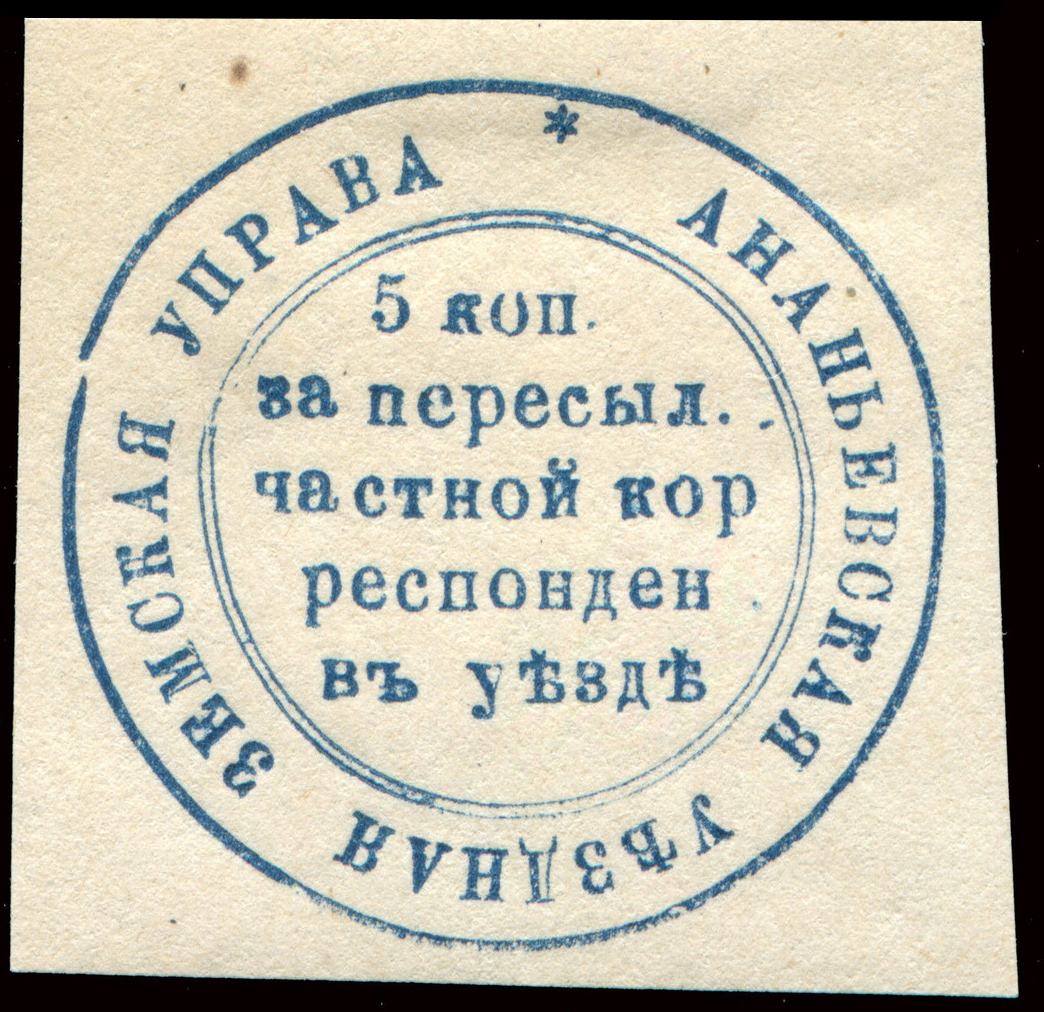 * АНАНЬЕВСКАЯ УѢЗДНАЯ ЗЕМСКАЯ УПРАВА
5 коп.
за пересыл.
частной кор
респонден
въ уѣздѣ